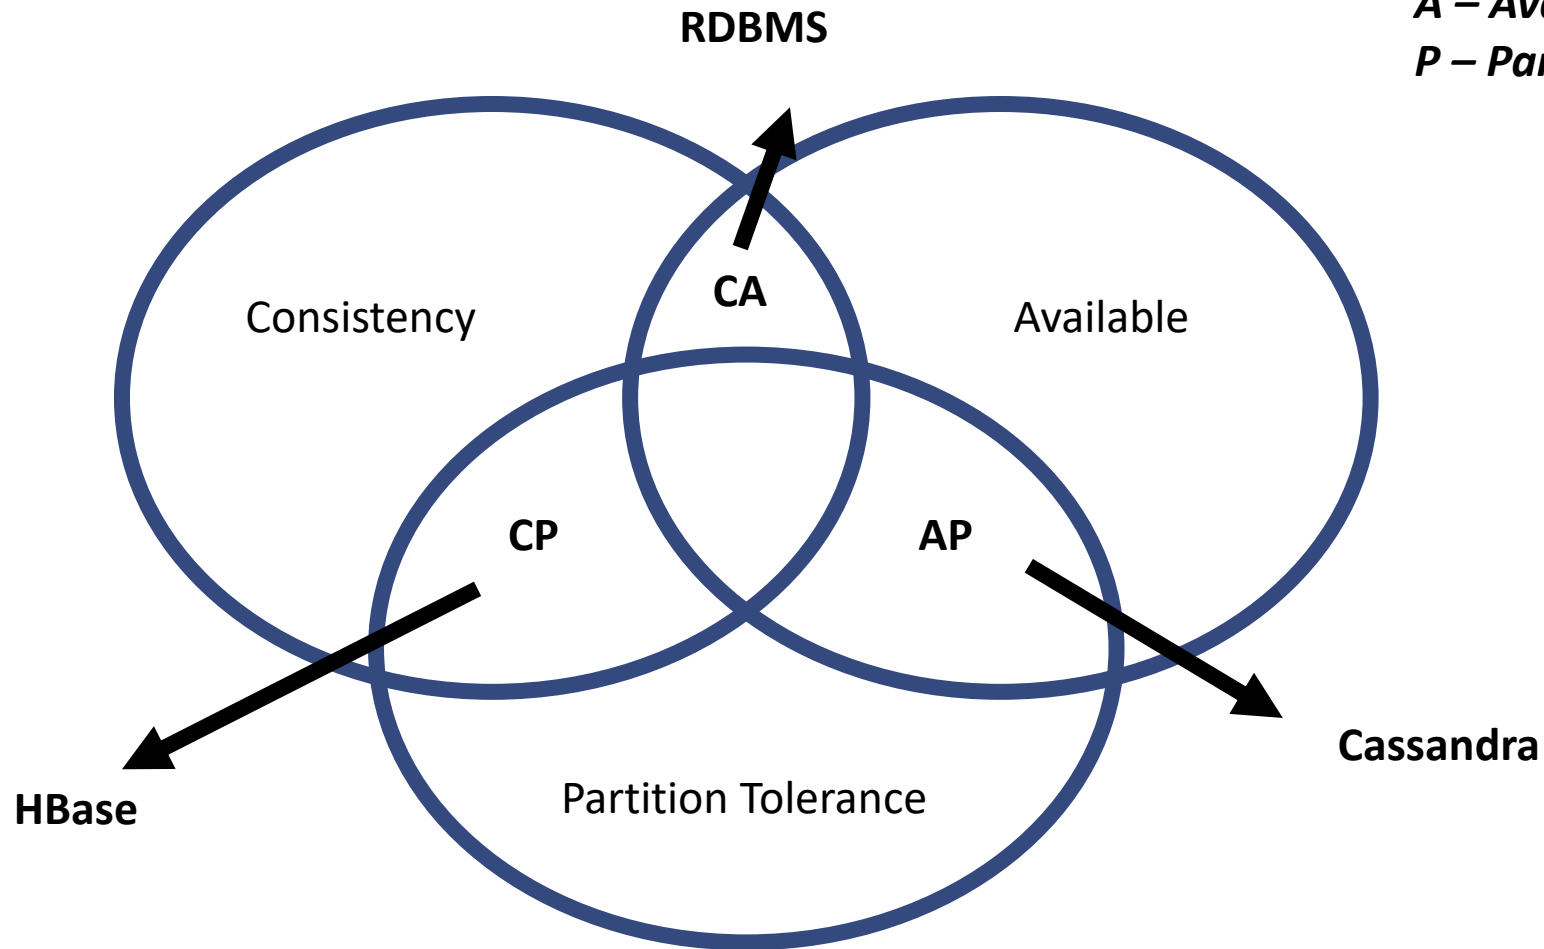 RDBMS
A –
P –
CA
Consistency
Available
CP
AP
Cassandra
Partition Tolerance
HBase